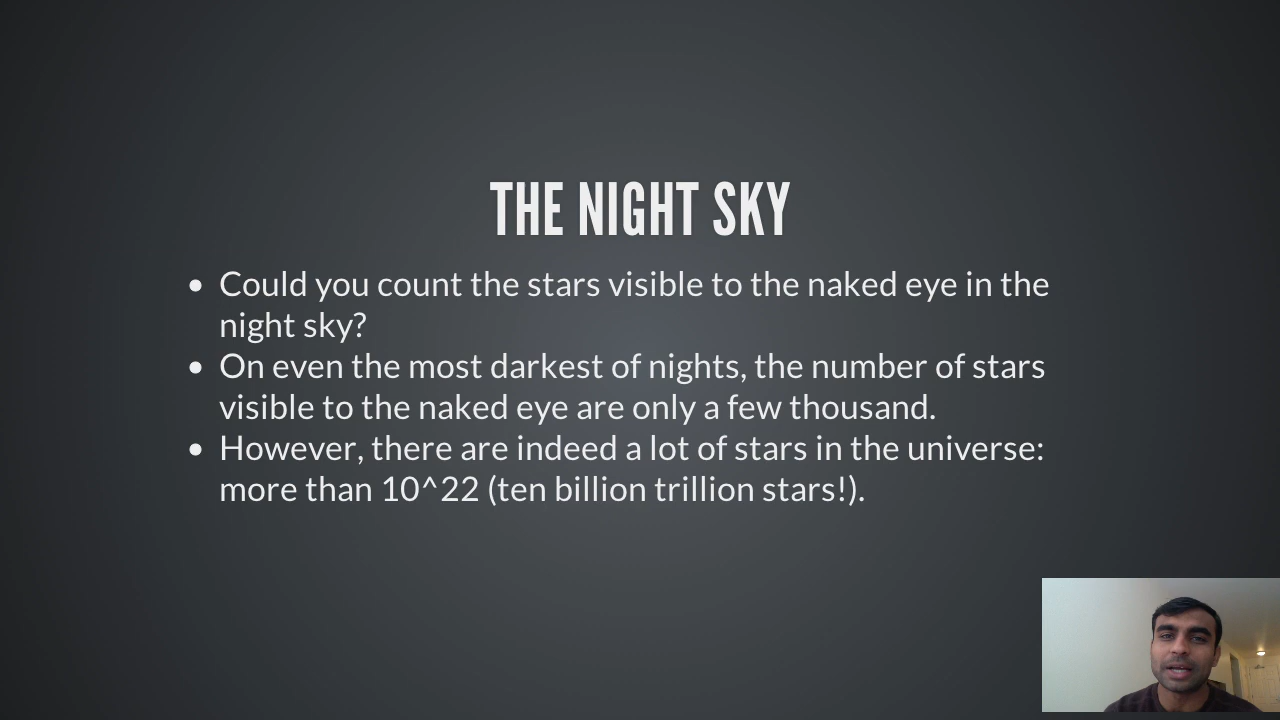 THE NIGHT SKY
• Could you count the stars visible to the naked eye in the
night sky?
• On even the most darkest of nights, the number of stars
visible to the naked eye are only a few thousand.
• However, there are indeed a lot of stars in the universe:
more than 10^22 (ten billion trillion stars!).